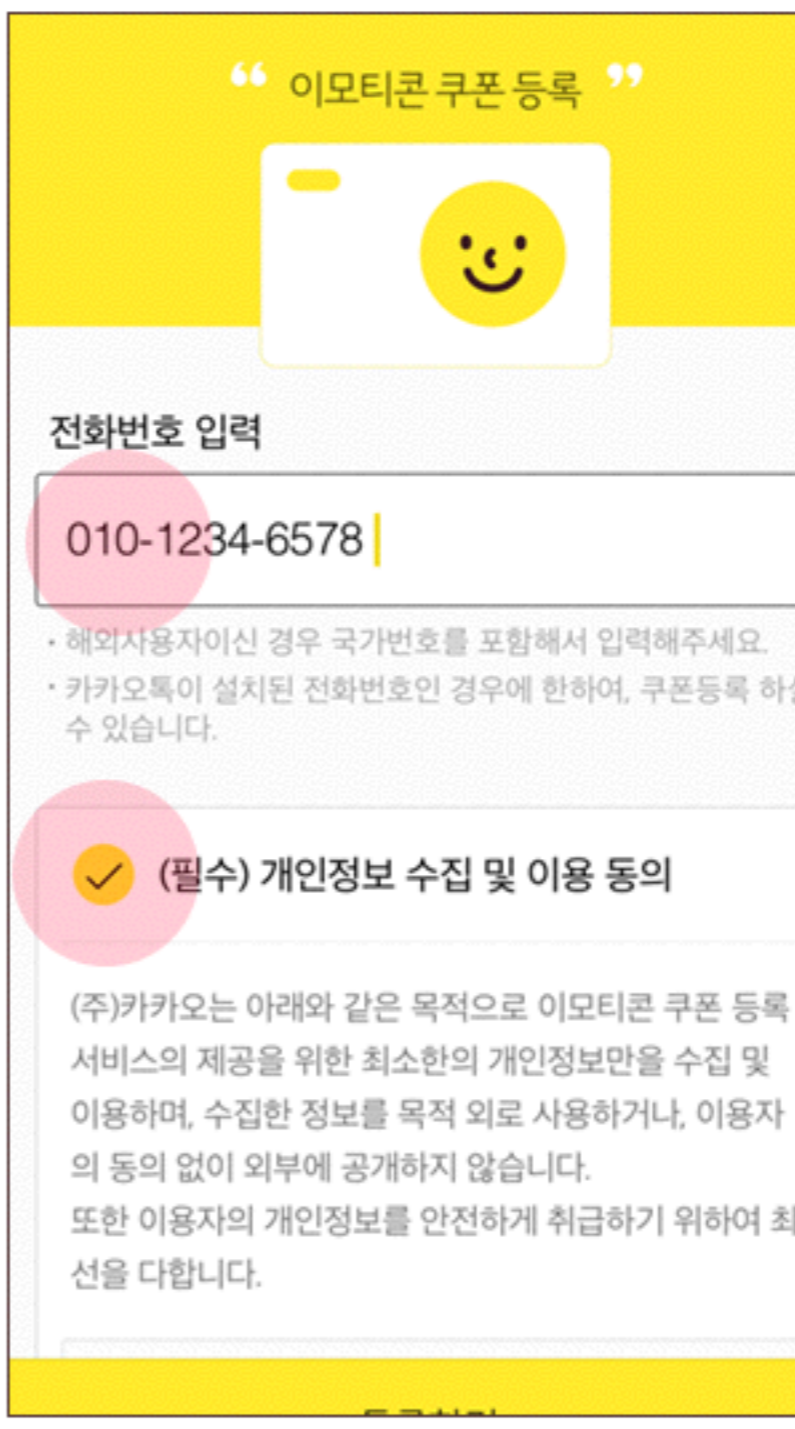 “ 이모티콘 쿠폰 등록 ”
전화번호 입력
010-1234-6578
· 해외사용자이신 경우 국가번호를 포함해서 입력해주세요.
· 카카오톡이 설치된 전화번호인 경우에 한하여, 쿠폰등록
수 있습니다.
(필수) 개인정보 수집 및 이용 동의
(주)카카오는 아래와 같은 목적으로 이모티콘 쿠폰 등록
서비스의 제공을 위한 최소한의 개인정보만을 수집 및
이용하며, 수집한 정보를 목적 외로 사용하거나, 이용자
의 동의 없이 외부에 공개하지 않습니다.
또한 이용자의 개인정보를 안전하게 취급하기 위하여 최
선을 다합니다.